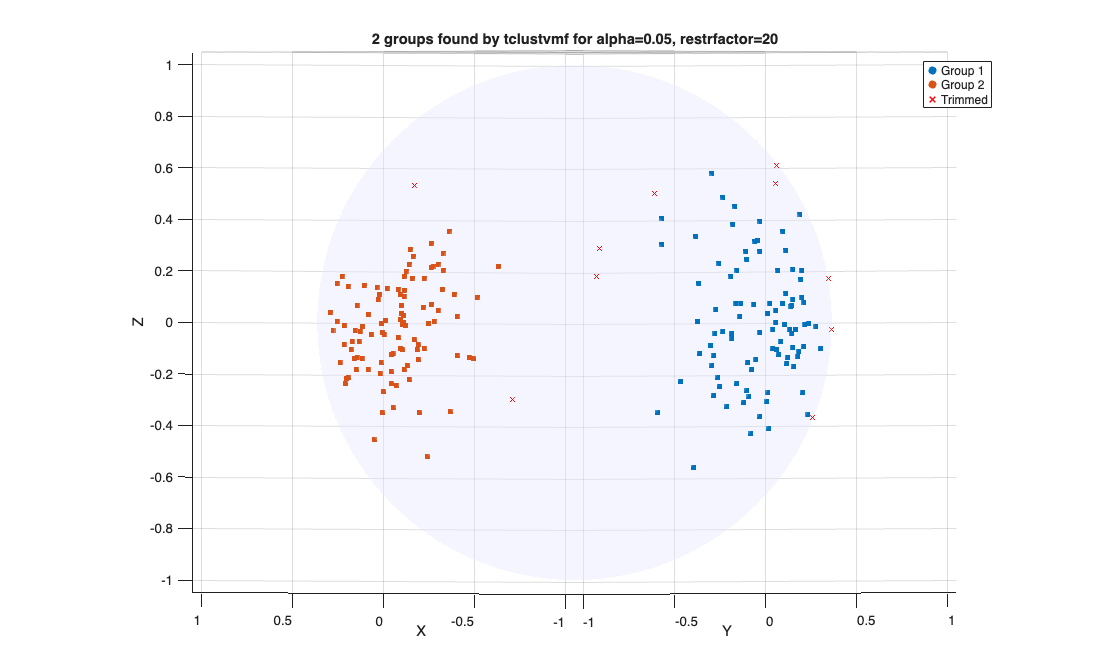 2 groups found by tclustvmf for alpha=0.05, restrfactor=20
Group 1
Group 2
Trimmed
1
0.8
0.6
0.4
0.2
0
-0.2
-0.4
-0.6
-0.8
-1
Z
1 0.5 0 -0.5 -1 -1 -0.5 0 0.5 1
X Y